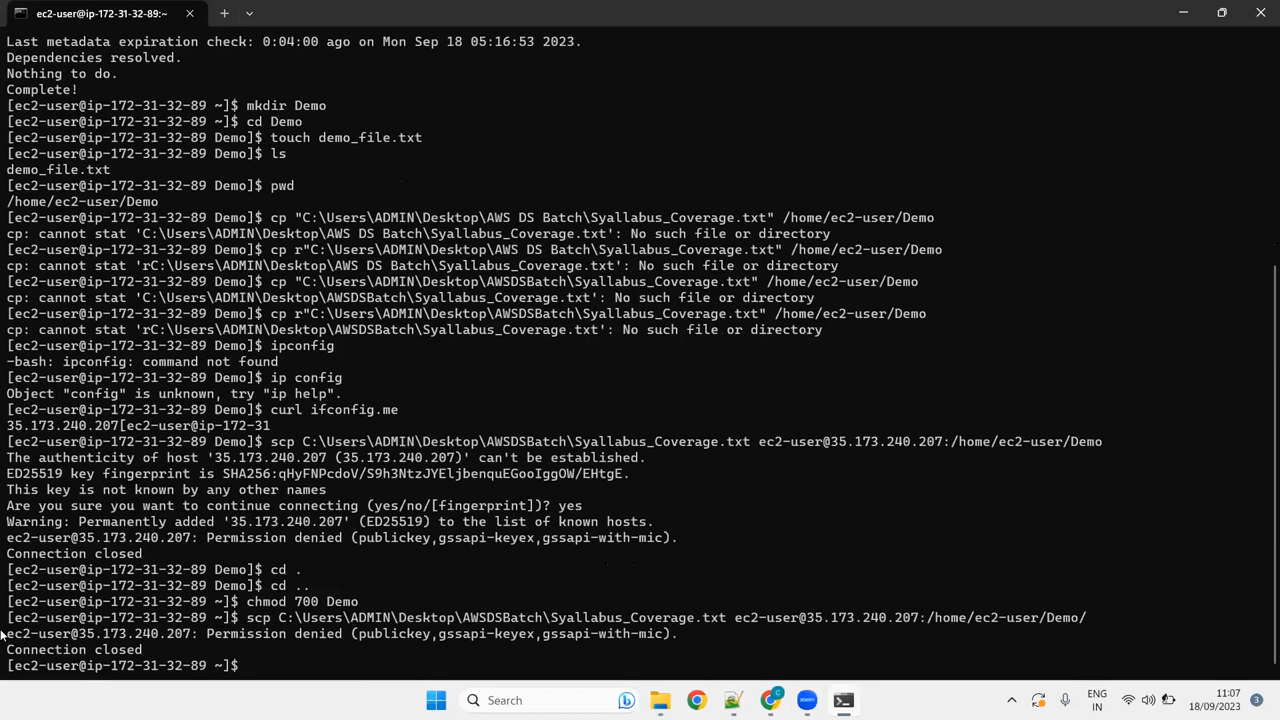 ec2-user@ip-172-31-32-89:~
Last metadata expiration check: 0:04:00 ago on Mon Sep 18 05:16:53 2023.
Dependencies resolved.
Nothing to do.
Complete!
[ec2-user@ip-172-31-32-89 ~]$ mkdir Demo
[ec2-user@ip-172-31-32-89 ~]$ cd Demo
[ec2-user@ip-172-31-32-89 Demo]$ touch demo_file.txt
[ec2-user@ip-172-31-32-89 Demo]$ ls
demo_file.txt
[ec2-user@ip-172-31-32-89 Demo]$ pwd
/home/ec2-user/Demo
[ec2-user@ip-172-31-32-89 Demo]$ cp "C:\Users\ADMIN\Desktop\AWS DS Batch\Syallabus_Coverage.txt" /home/ec2-user/Demo
cp: cannot stat 'C:\Users\ADMIN\Desktop\AWS DS Batch\Syallabus_Coverage.txt': No such file or directory
[ec2-user@ip-172-31-32-89 Demo]$ cp r"C:\Users\ADMIN\Desktop\AWS DS Batch\Syallabus_Coverage.txt" /home/ec2-user/Demo
cp: cannot stat 'rC:\Users\ADMIN\Desktop\AWS DS Batch\Syallabus_Coverage.txt': No such file or directory
[ec2-user@ip-172-31-32-89 Demo]$ cp "C:\Users\ADMIN\Desktop\AWSDSBatch\Syallabus_Coverage.txt" /home/ec2-user/Demo
cp: cannot stat 'C:\Users\ADMIN\Desktop\AWSDSBatch\Syallabus_Coverage.txt': No such file or directory
[ec2-user@ip-172-31-32-89 Demo]$ cp r"C:\Users\ADMIN\Desktop\AWSDSBatch\Syallabus_Coverage.txt" /home/ec2-user/Demo
cp: cannot stat 'rC:\Users\ADMIN\Desktop\AWSDSBatch\Syallabus_Coverage.txt': No such file or directory
[ec2-user@ip-172-31-32-89 Demo]$ ipconfig
-bash: ipconfig: command not found
[ec2-user@ip-172-31-32-89 Demo]$ ip config
Object "config" is unknown, try "ip help".
[ec2-user@ip-172-31-32-89 Demo]$ curl ifconfig.me
35.173.240.207[ec2-user@ip-172-31
[ec2-user@ip-172-31-32-89 Demo]$ scp C:\Users\ADMIN\Desktop\AWSDSBatch\Syallabus_Coverage.txt ec2-user@35.173.240.207:/home/ec2-user/Demo
The authenticity of host '35.173.240.207 (35.173.240.207)' can't be established.
ED25519 key fingerprint is SHA256:qHyFNPcdoV/S9h3NtzJYEljbenquEGooIggOW/EHtgE.
This key is not known by any other names
Are you sure you want to continue connecting (yes/no/[fingerprint])? yes
Warning: Permanently added '35.173.240.207' (ED25519) to the list of known hosts.
ec2-user@35.173.240.207: Permission denied (publickey,gssapi-keyex,gssapi-with-mic).
Connection closed
[ec2-user@ip-172-31-32-89 Demo]$ cd .
[ec2-user@ip-172-31-32-89 Demo]$ cd ..
[ec2-user@ip-172-31-32-89 ~]$ chmod 700 Demo
[ec2-user@ip-172-31-32-89 ~]$ scp C:\Users\ADMIN\Desktop\AWSDSBatch\Syallabus_Coverage.txt ec2-user@35.173.240.207:/home/ec2-user/Demo/
ec2-user@35.173.240.207: Permission denied (publickey,gssapi-keyex,gssapi-with-mic).
Connection closed
[ec2-user@ip-172-31-32-89 ~]$
Search
C
zoom
ENG
IN
11:07
18/09/2023
3